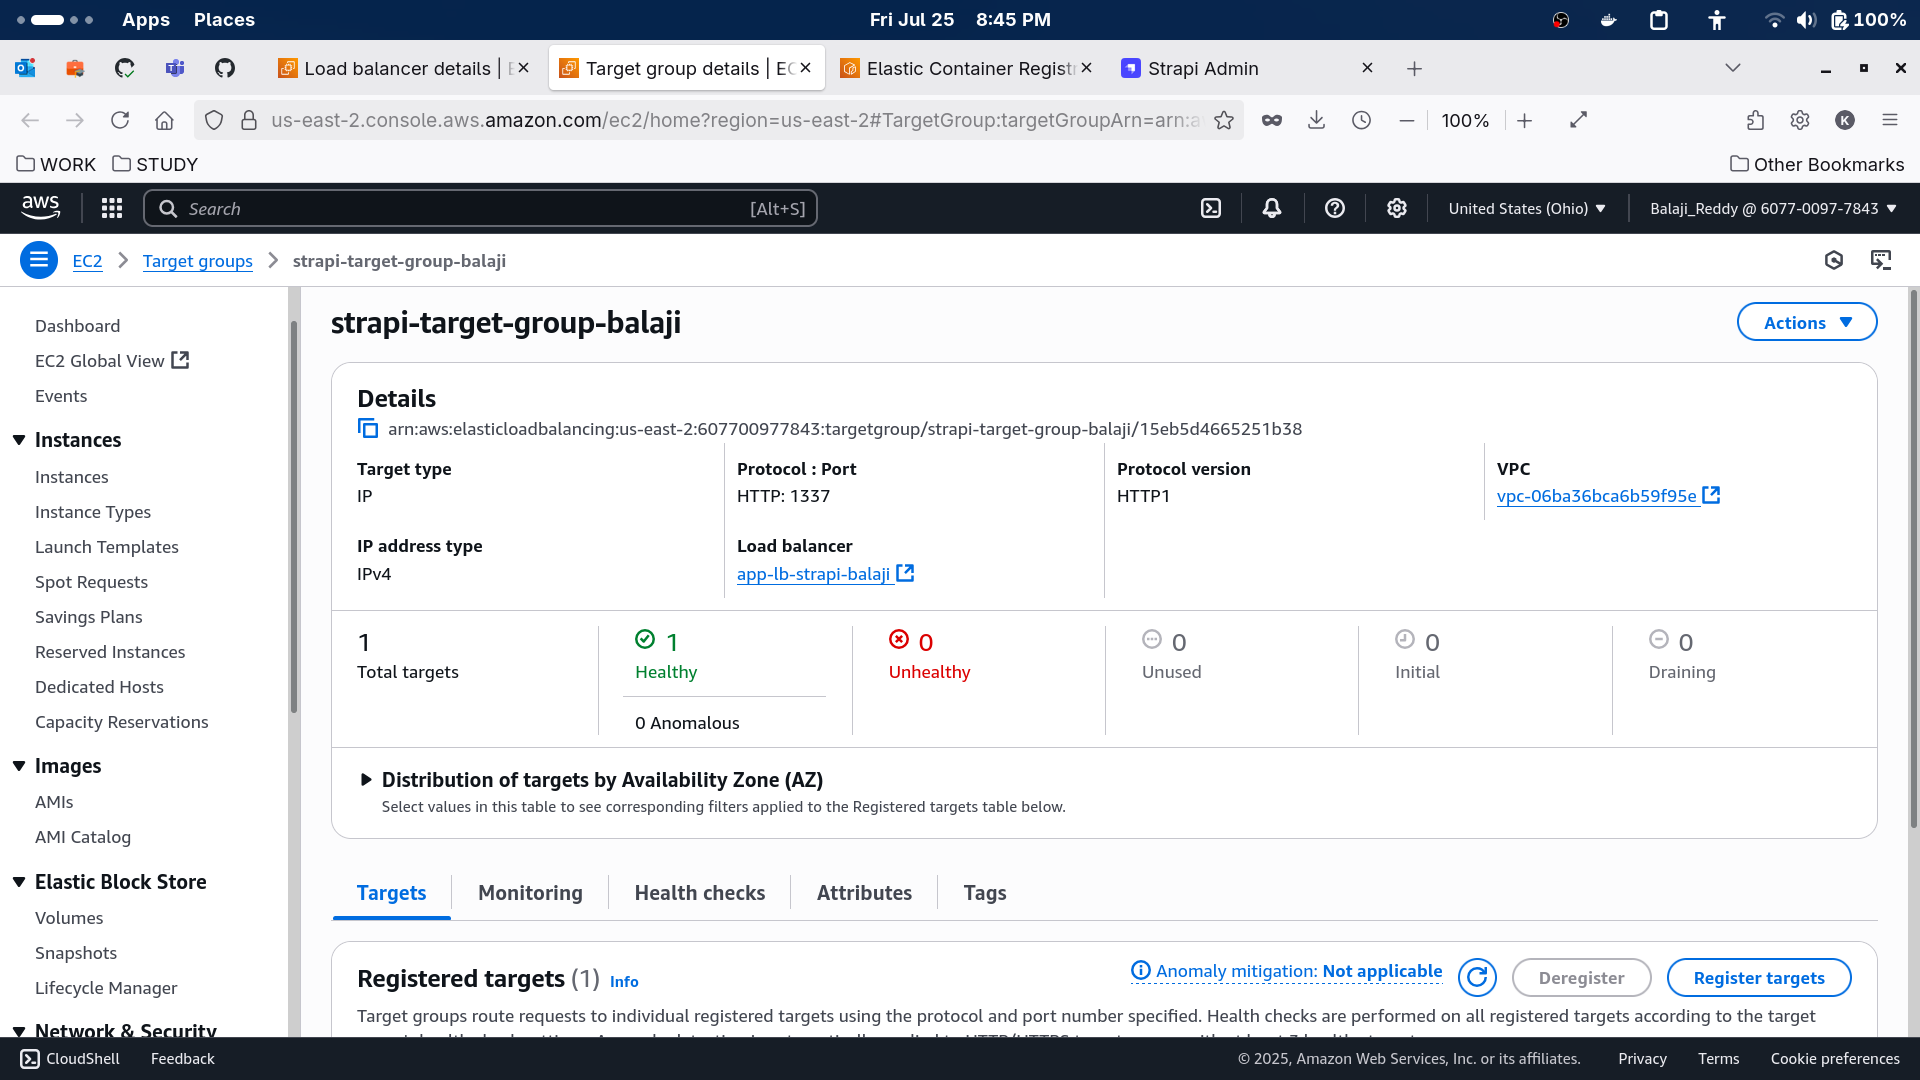 Apps Places Fri Jul 25 8:45 PM 100%
Load balancer details | E
Target group details | EC
Elastic Container Registr
Strapi Admin
us-east-2.console.aws.amazon.com/ec2/home?region=us-east-2#TargetGroup:targetGroupArn=arn:a
100%
K
WORK STUDY Other Bookmarks
aws Search [Alt+S] United States (Ohio) Balaji_Reddy @ 6077-0097-7843
EC2 Target groups strapi-target-group-balaji
Dashboard
EC2 Global View
Events
Instances
Instances
Instance Types
Launch Templates
Spot Requests
Savings Plans
Reserved Instances
Dedicated Hosts
Capacity Reservations
Images
AMIs
AMI Catalog
Elastic Block Store
Volumes
Snapshots
Lifecycle Manager
Network & Security
strapi-target-group-balaji
Actions
Details
arn:aws:elasticloadbalancing:us-east-2:607700977843:targetgroup/strapi-target-group-balaji/15eb5d4665251b38
Target type
IP
Protocol : Port
HTTP: 1337
Protocol version
HTTP1
VPC
vpc-06ba36bca6b59f95e
IP address type
IPv4
Load balancer
app-lb-strapi-balaji
1
Total targets
1
Healthy
0 Anomalous
0
Unhealthy
0
Unused
0
Initial
0
Draining
Distribution of targets by Availability Zone (AZ)
Select values in this table to see corresponding filters applied to the Registered targets table below.
Targets Monitoring Health checks Attributes Tags
Registered targets (1) Info
Anomaly mitigation: Not applicable
Deregister
Register targets
Target groups route requests to individual registered targets using the protocol and port number specified. Health checks are performed on all registered targets according to the target
CloudShell Feedback © 2025, Amazon Web Services, Inc. or its affiliates. Privacy Terms Cookie preferences